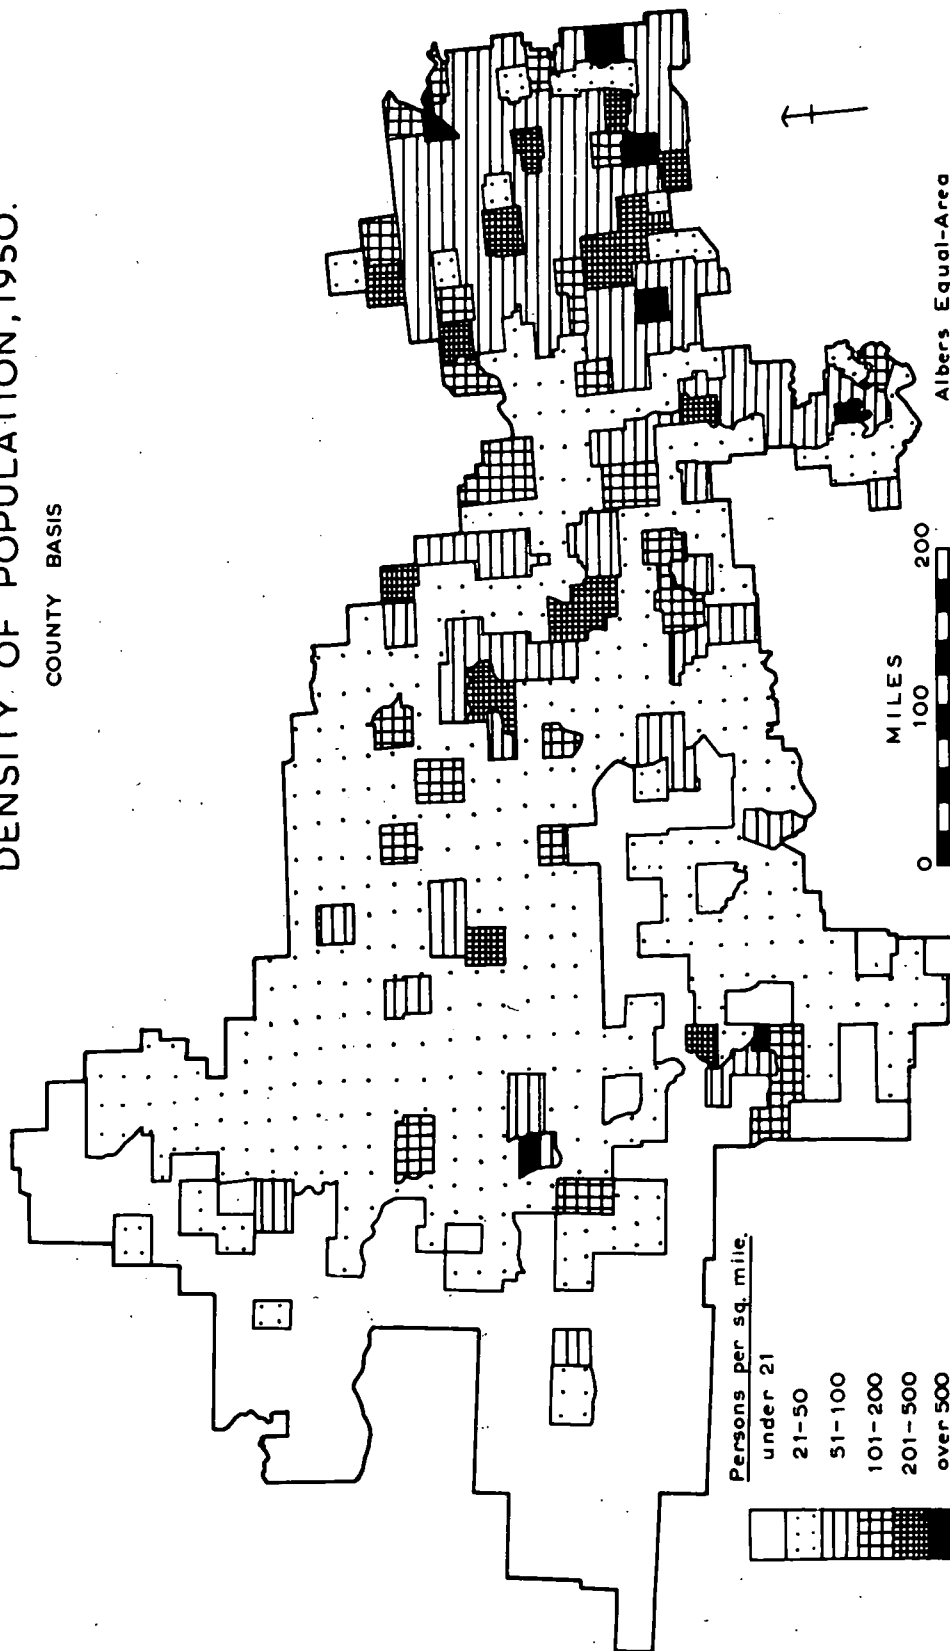 DENSITY OF POPULATION, 1950.
COUNTY BASIS
Persons per sq. mile.
under 21
21-50
51-100
101-200
201-500
over 500
MILES
0 100 200
Albers Equal-Area